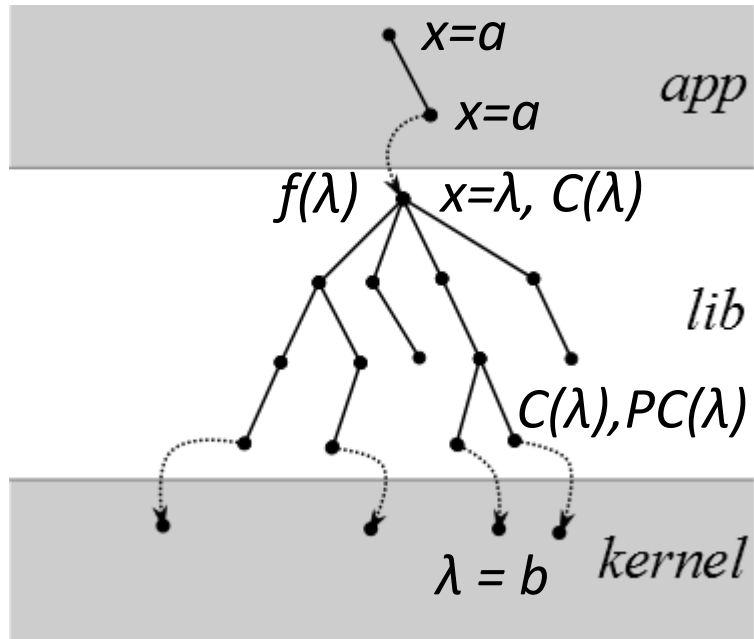 x=a
app
x=a
f(λ) x=λ, C(λ)
lib
C(λ),PC(λ)
λ = b
kernel